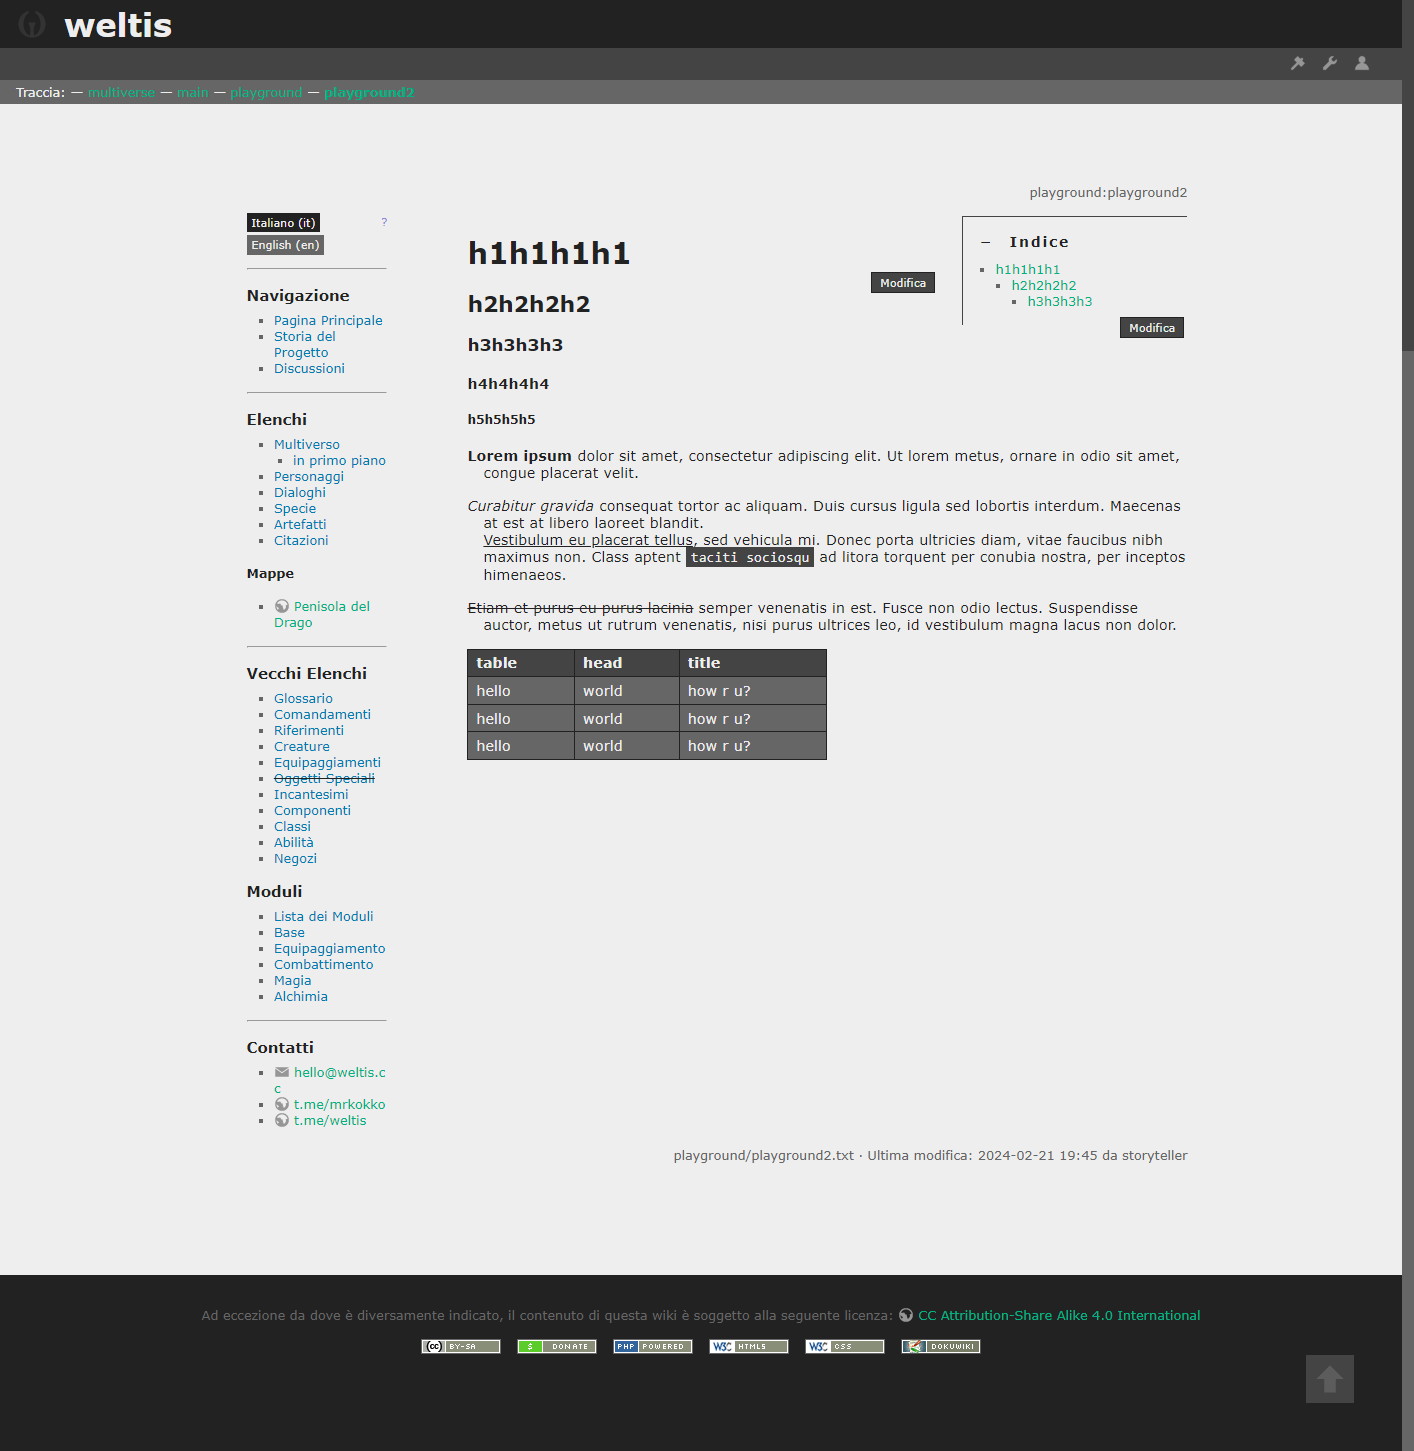 weltis
Traccia: — multiverse — main — playground — playground2
playground:playground2
Italiano (it)
?
English (en)
Navigazione
Pagina Principale
Storia del
Progetto
Discussioni
Elenchi
Multiverso
in primo piano
Personaggi
Dialoghi
Specie
Artefatti
Citazioni
Mappe
Penisola del
Drago
Vecchi Elenchi
Glossario
Comandamenti
Riferimenti
Creature
Equipaggiamenti
Oggetti Speciali
Incantesimi
Componenti
Classi
Abilità
Negozi
Moduli
Lista dei Moduli
Base
Equipaggiamento
Combattimento
Magia
Alchimia
Contatti
hello@weltis.c
c
t.me/mrkokko
t.me/weltis
h1h1h1h1
Modifica
h2h2h2h2
h3h3h3h3
h4h4h4h4
h5h5h5h5
– Indice
h1h1h1h1
h2h2h2h2
h3h3h3h3
Modifica
Lorem ipsum dolor sit amet, consectetur adipiscing elit. Ut lorem metus, ornare in odio sit amet,
congue placerat velit.
Curabitur gravida consequat tortor ac aliquam. Duis cursus ligula sed lobortis interdum. Maecenas
at est at libero laoreet blandit.
Vestibulum eu placerat tellus, sed vehicula mi. Donec porta ultricies diam, vitae faucibus nibh
maximus non. Class aptent taciti sociosqu ad litora torquent per conubia nostra, per inceptos
himenaeos.
Etiam et purus eu purus lacinia semper venenatis in est. Fusce non odio lectus. Suspendisse
auctor, metus ut rutrum venenatis, nisi purus ultrices leo, id vestibulum magna lacus non dolor.
table head title
hello world how r u?
hello world how r u?
hello world how r u?
playground/playground2.txt · Ultima modifica: 2024-02-21 19:45 da storyteller
Ad eccezione da dove è diversamente indicato, il contenuto di questa wiki è soggetto alla seguente licenza: CC Attribution-Share Alike 4.0 International
cc BY-SA $ DONATE PHP POWERED W3C HTML5 W3C CSS DOKUWIKI